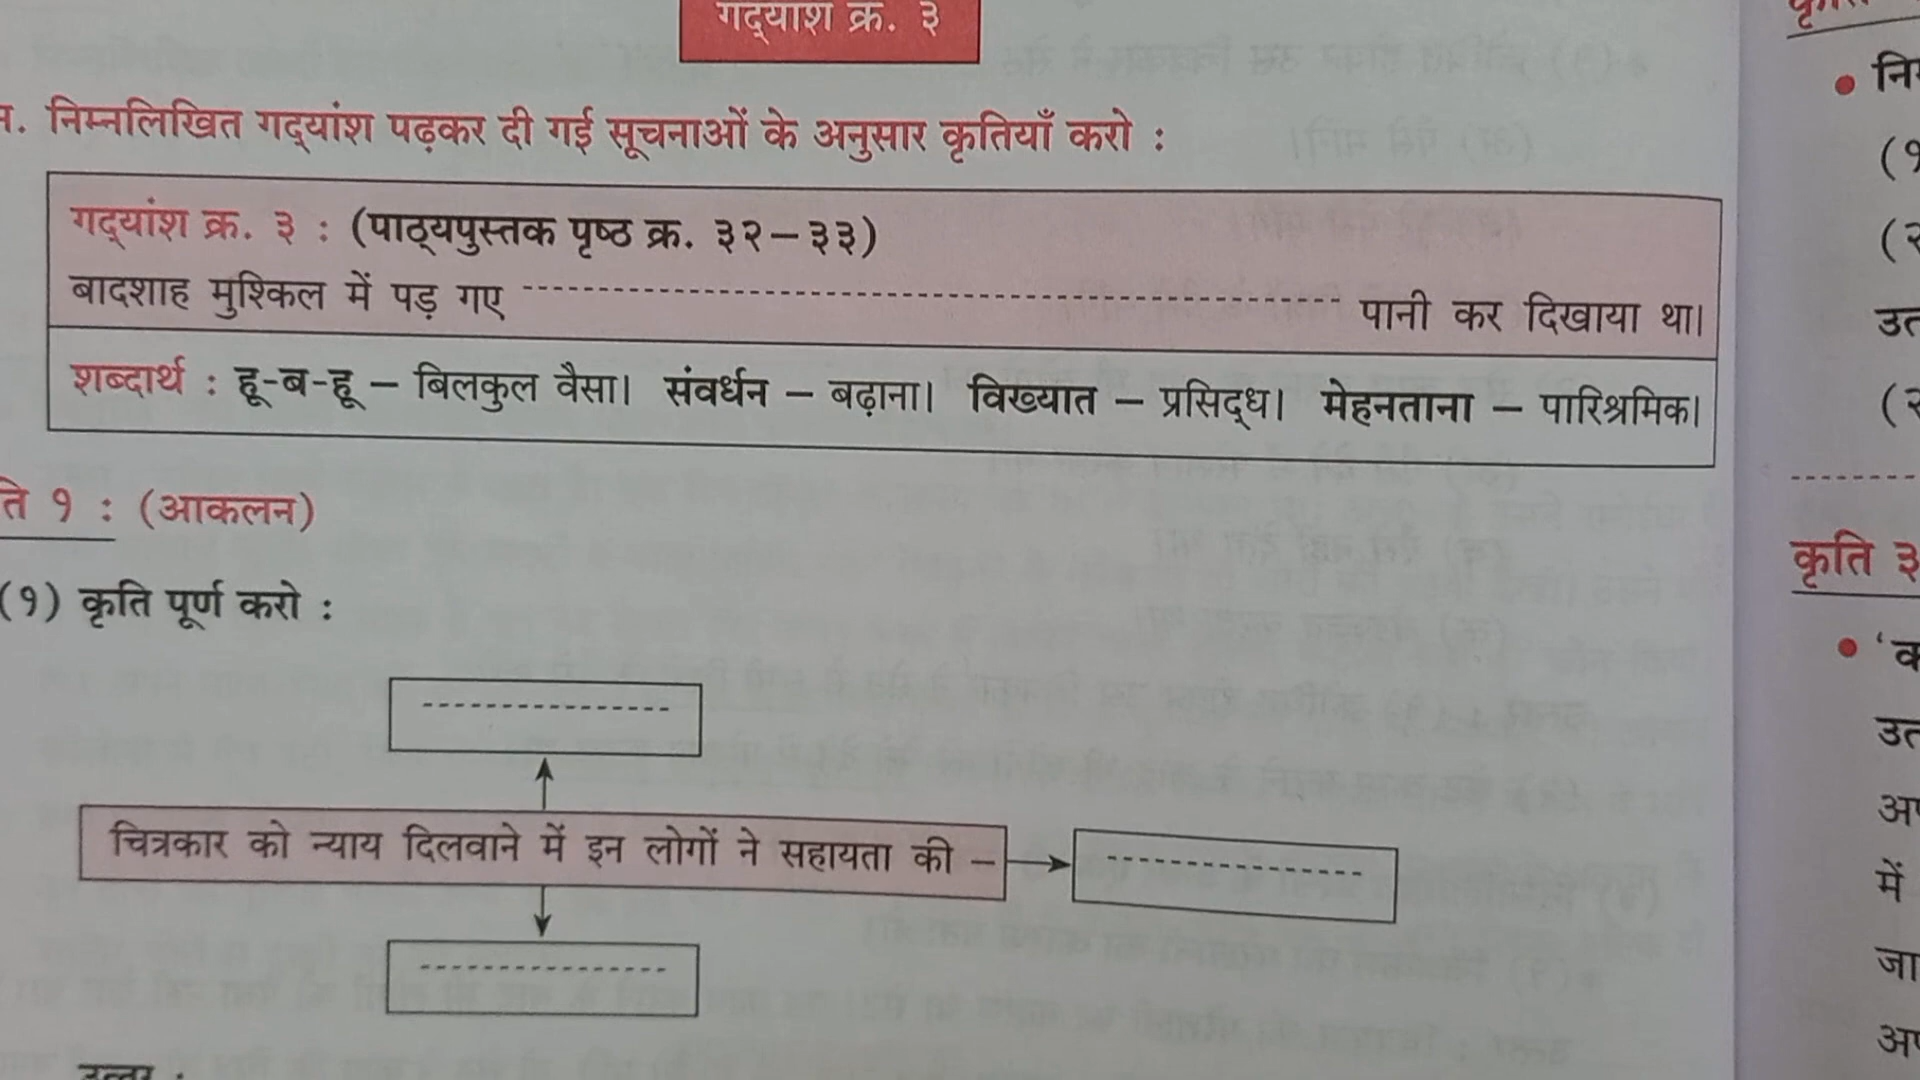 गद्यांश क्र. ३
निम्नलिखित गद्यांश पढ़कर दी गई सूचनाओं के अनुसार कृतियाँ करो :
गद्यांश क्र. ३ : (पाठ्यपुस्तक पृष्ठ क्र. ३२-३३)
बादशाह मुश्किल में पड़ गए ---------- पानी कर दिखाया था।
शब्दार्थ : हू-ब-हू – बिलकुल वैसा। संवर्धन – बढ़ाना। विख्यात – प्रसिद्ध। मेहनताना – पारिश्रमिक।
ति १ : (आकलन)
(१) कृति पूर्ण करो :
चित्रकार को न्याय दिलवाने में इन लोगों ने सहायता की –
कृति ३
में